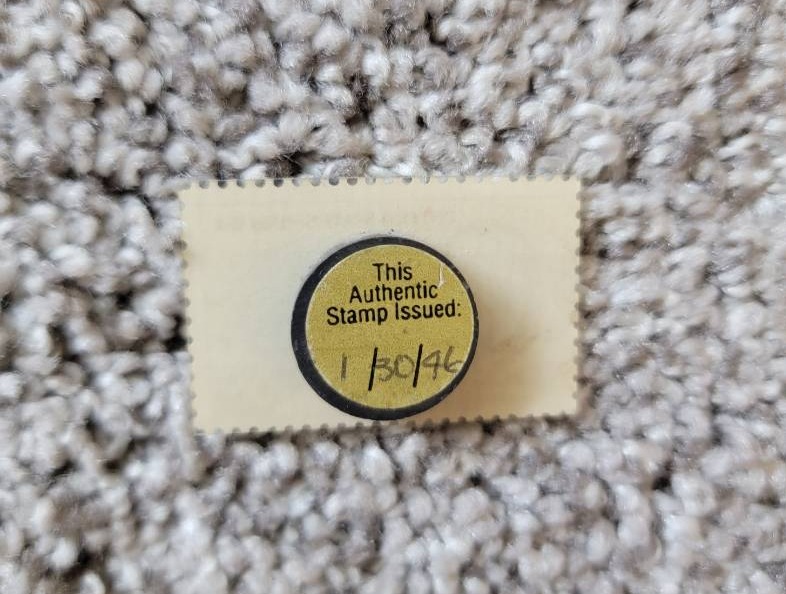 This
Authentic
Stamp Issued:
1/30/46